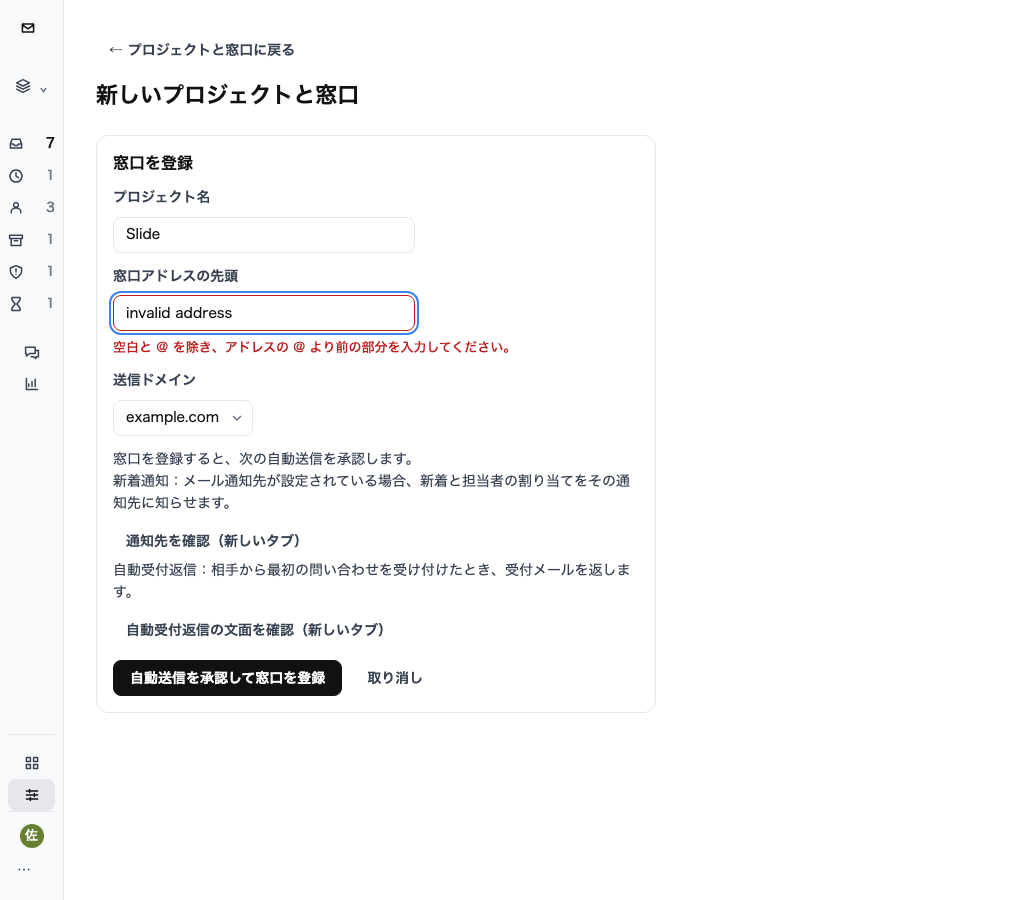 ← プロジェクトと窓口に戻る
新しいプロジェクトと窓口
7
1
3
1
1
1
窓口を登録
プロジェクト名
Slide
窓口アドレスの先頭
invalid address
空白と @ を除き、アドレスの @ より前の部分を入力してください。
送信ドメイン
example.com
窓口を登録すると、次の自動送信を承認します。
新着通知：メール通知先が設定されている場合、新着と担当者の割り当てをその通
知先に知らせます。
通知先を確認（新しいタブ）
自動受付返信：相手から最初の問い合わせを受け付けたとき、受付メールを返しま
す。
自動受付返信の文面を確認（新しいタブ）
自動送信を承認して窓口を登録
取り消し
佐
…